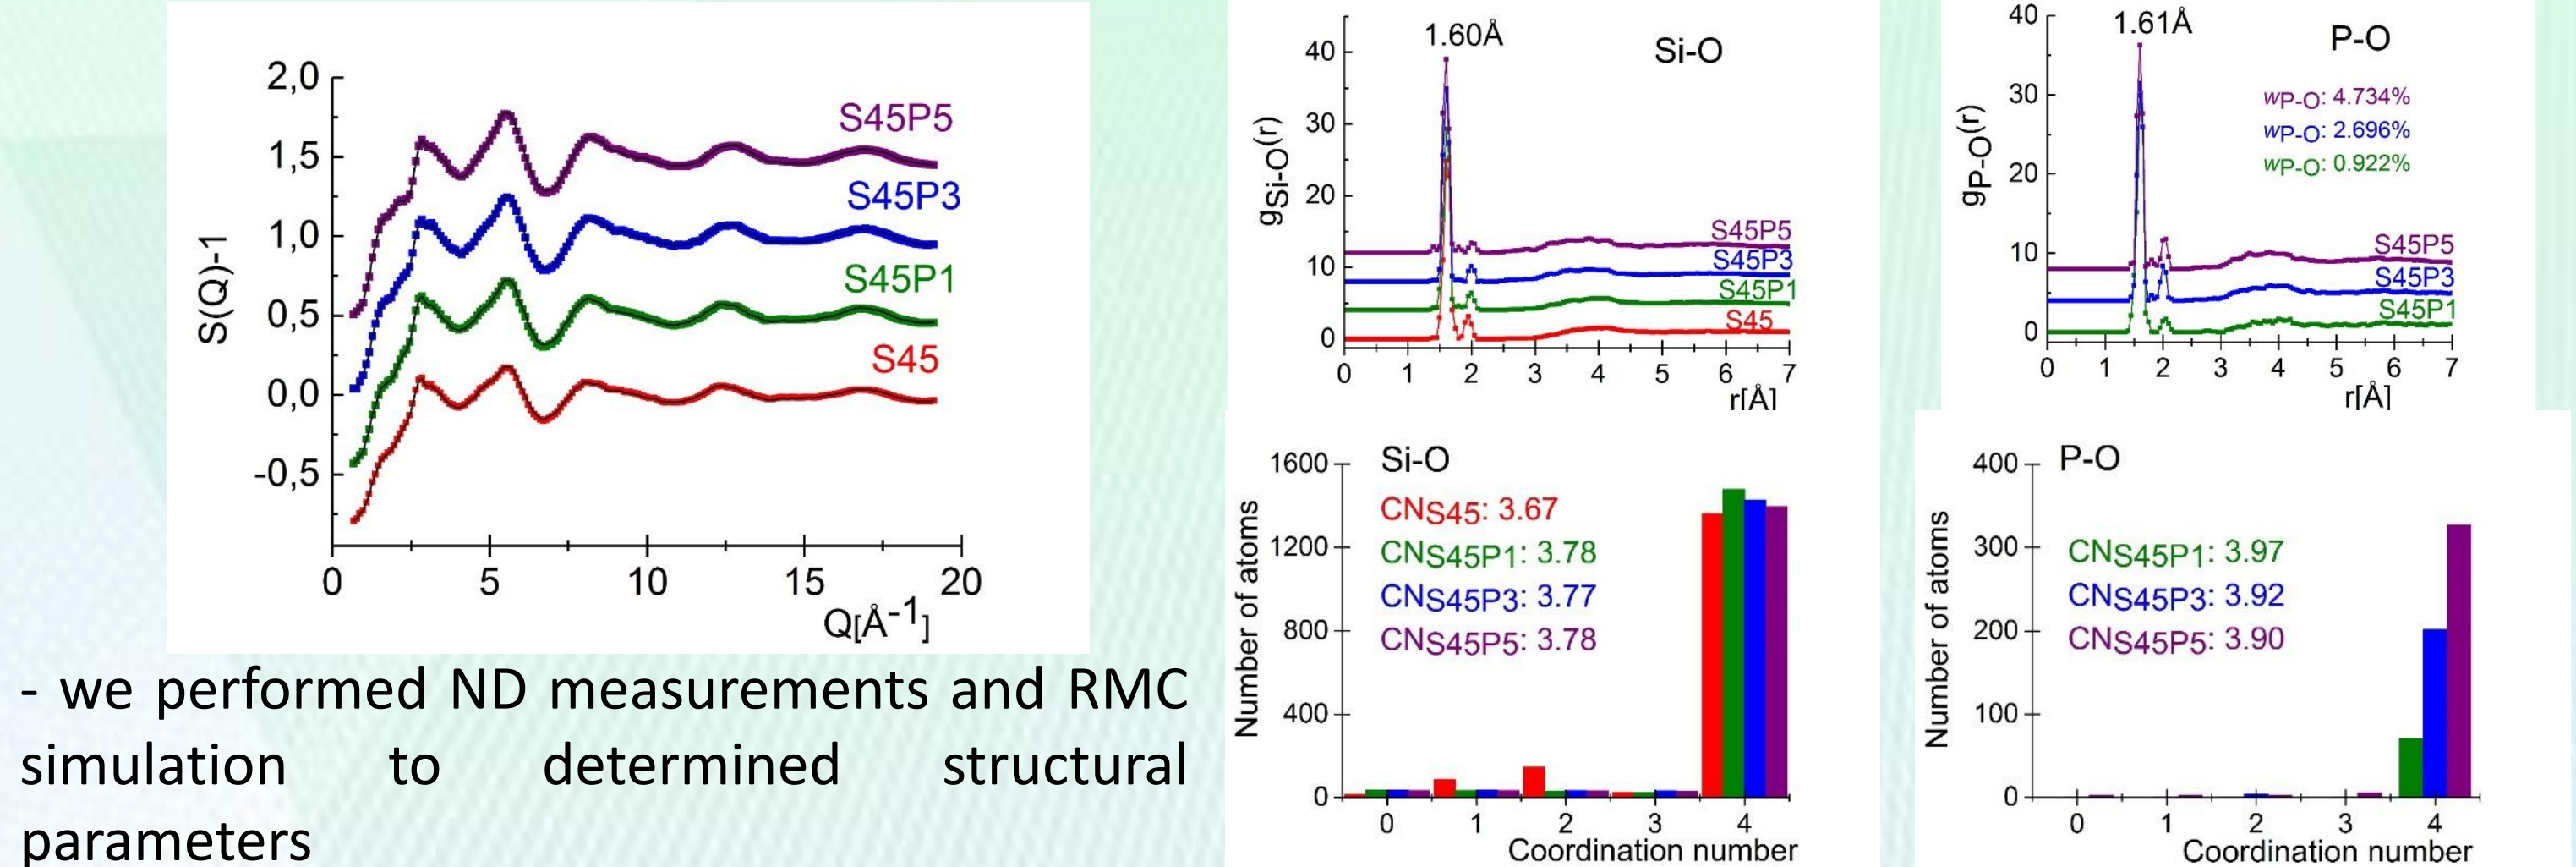 2,0
1,5
1,0
0,5
0,0
-0,5
S(Q)-1
S45P5
S45P3
S45P1
S45
0 5 10 15 20
Q[Å-1]
- we performed ND measurements and RMC
simulation to determined structural
parameters
1.60Å
Si-O
40
30
20
10
0
gSi-O(r)
S45P5
S45P3
S45P1
S45
0 1 2 3 4 5 6 7
r[Å]
1.61Å
P-O
40
30
20
10
0
gP-O(r)
wP-O: 4.734%
wP-O: 2.696%
wP-O: 0.922%
S45P5
S45P3
S45P1
0 1 2 3 4 5 6 7
r[Å]
Si-O
1600
1200
800
400
0
Number of atoms
CNS45: 3.67
CNS45P1: 3.78
CNS45P3: 3.77
CNS45P5: 3.78
0 1 2 3 4
Coordination number
P-O
400
300
200
100
0
Number of atoms
CNS45P1: 3.97
CNS45P3: 3.92
CNS45P5: 3.90
0 1 2 3 4
Coordination number